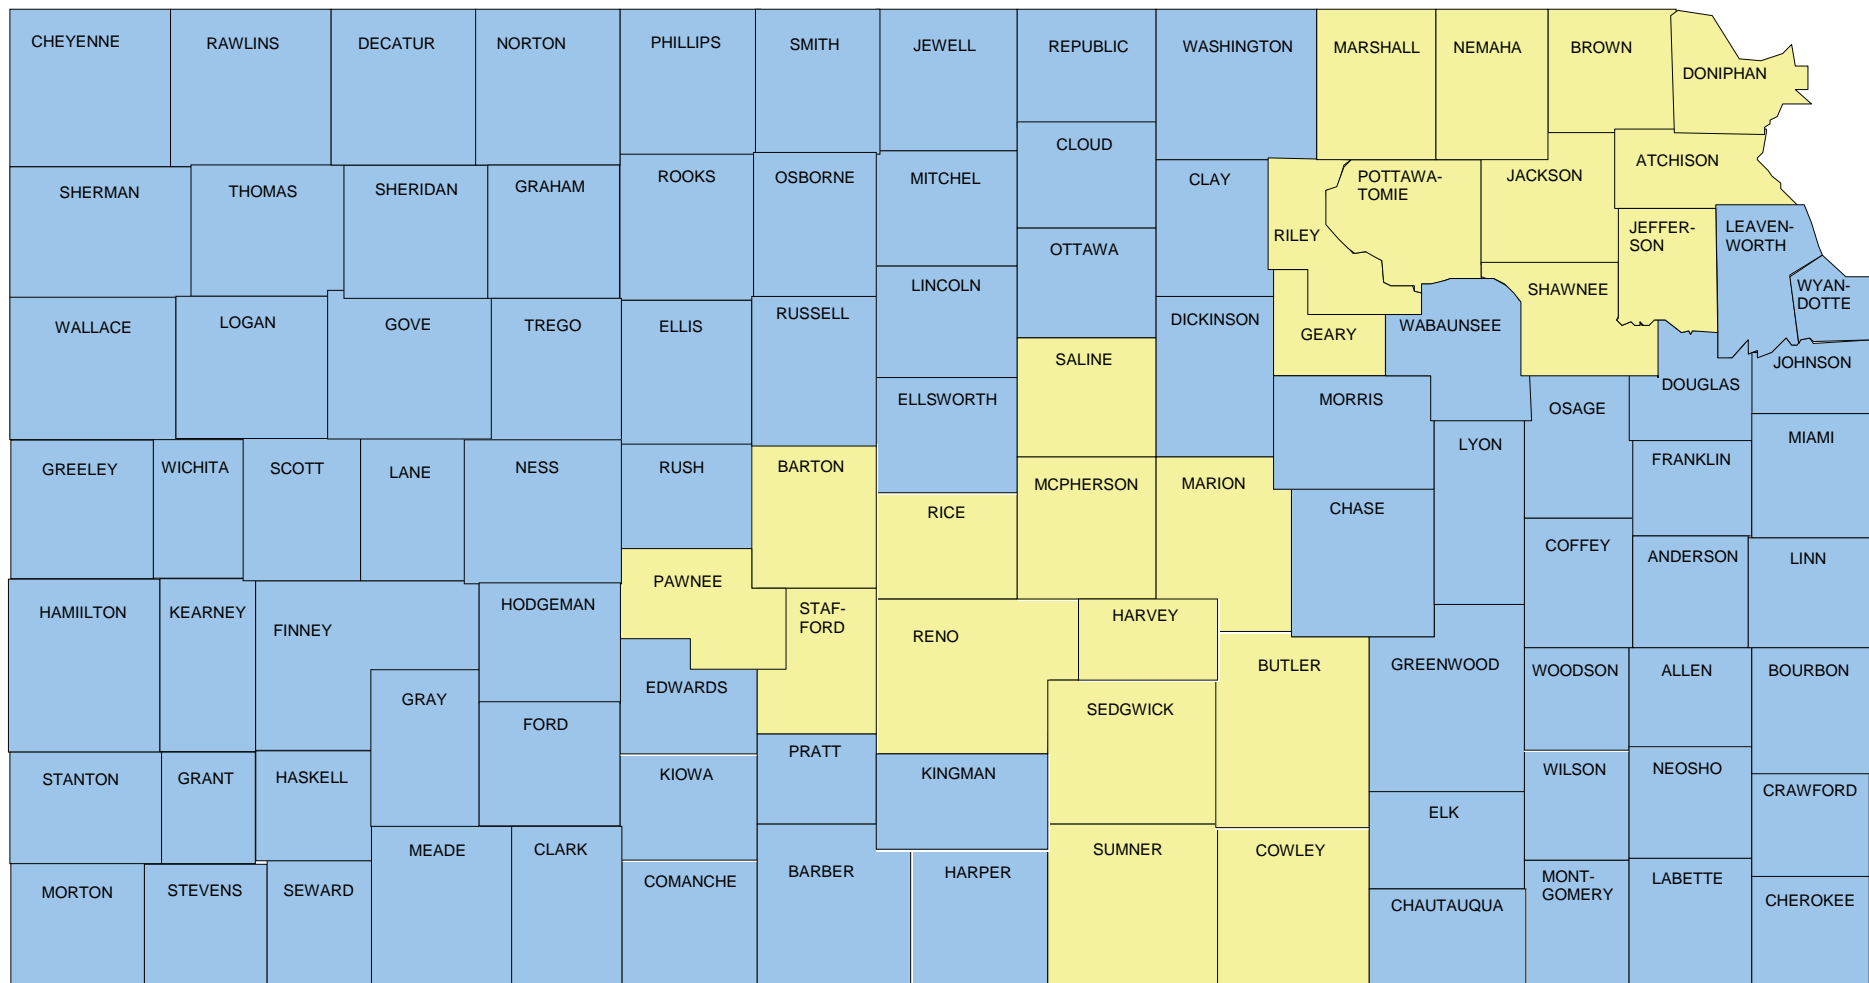 CHEYENNE
RAWLINS
DECATUR
NORTON
PHILLIPS
SMITH
JEWELL
REPUBLIC
WASHINGTON
MARSHALL
NEMAHA
BROWN
DONIPHAN
SHERMAN
THOMAS
SHERIDAN
GRAHAM
ROOKS
OSBORNE
MITCHEL
CLOUD
CLAY
RILEY
POTTAWA-
TOMIE
JACKSON
ATCHISON
JEFFER-
SON
LEAVEN-
WORTH
WYAN-
DOTTE
WALLACE
LOGAN
GOVE
TREGO
ELLIS
RUSSELL
LINCOLN
OTTAWA
DICKINSON
GEARY
WABAUNSEE
SHAWNEE
DOUGLAS
JOHNSON
SALINE
ELLSWORTH
MORRIS
OSAGE
LYON
MIAMI
FRANKLIN
GREELEY
WICHITA
SCOTT
LANE
NESS
RUSH
BARTON
RICE
MCPHERSON
MARION
CHASE
COFFEY
ANDERSON
LINN
HAMIILTON
KEARNEY
FINNEY
HODGEMAN
PAWNEE
STAF-
FORD
RENO
HARVEY
BUTLER
GREENWOOD
WOODSON
ALLEN
BOURBON
GRAY
FORD
EDWARDS
SEDGWICK
STANTON
GRANT
HASKELL
KIOWA
PRATT
KINGMAN
WILSON
NEOSHO
CRAWFORD
ELK
MEADE
CLARK
COMANCHE
BARBER
HARPER
SUMNER
COWLEY
CHAUTAUQUA
MONT-
GOMERY
LABETTE
CHEROKEE
MORTON
STEVENS
SEWARD